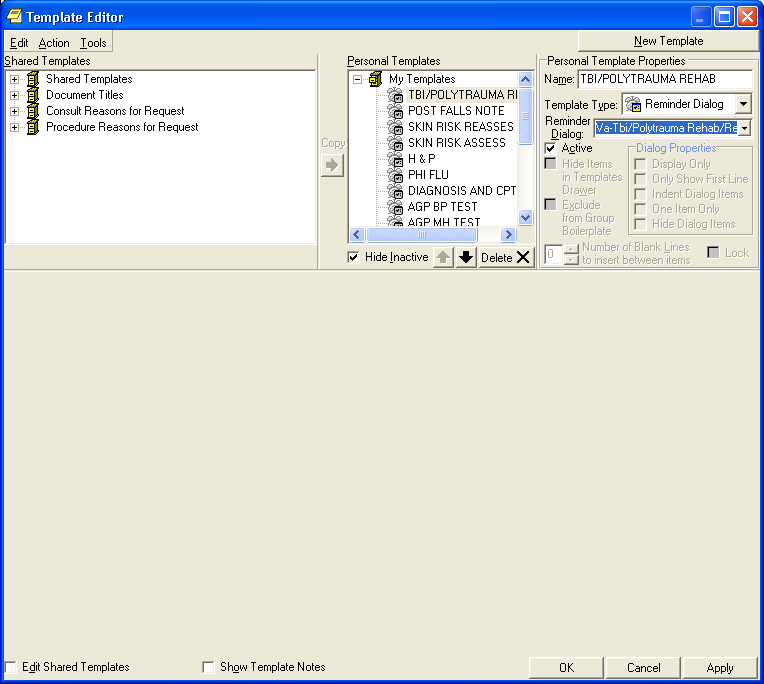 Template Editor
Edit Action Tools
New Template
Shared Templates
Shared Templates
Document Titles
Consult Reasons for Request
Procedure Reasons for Request
Copy
Personal Templates
My Templates
TBI/POLYTRAUMA RI
POST FALLS NOTE
SKIN RISK REASSES
SKIN RISK ASSESS
H & P
PHI FLU
DIAGNOSIS AND CPT
AGP BP TEST
AGP MH TEST
Hide Inactive
Delete
Personal Template Properties
Name: TBI/POLYTRAUMA REHAB
Template Type: Reminder Dialog
Reminder
Dialog:
Va-Tbi/Polytrauma Rehab/Re
Active
Hide Items
in Templates
Drawer
Exclude
from Group
Boilerplate
Dialog Properties
Display Only
Only Show First Line
Indent Dialog Items
One Item Only
Hide Dialog Items
0
Number of Blank Lines
to insert between items
Lock
Edit Shared Templates
Show Template Notes
OK
Cancel
Apply